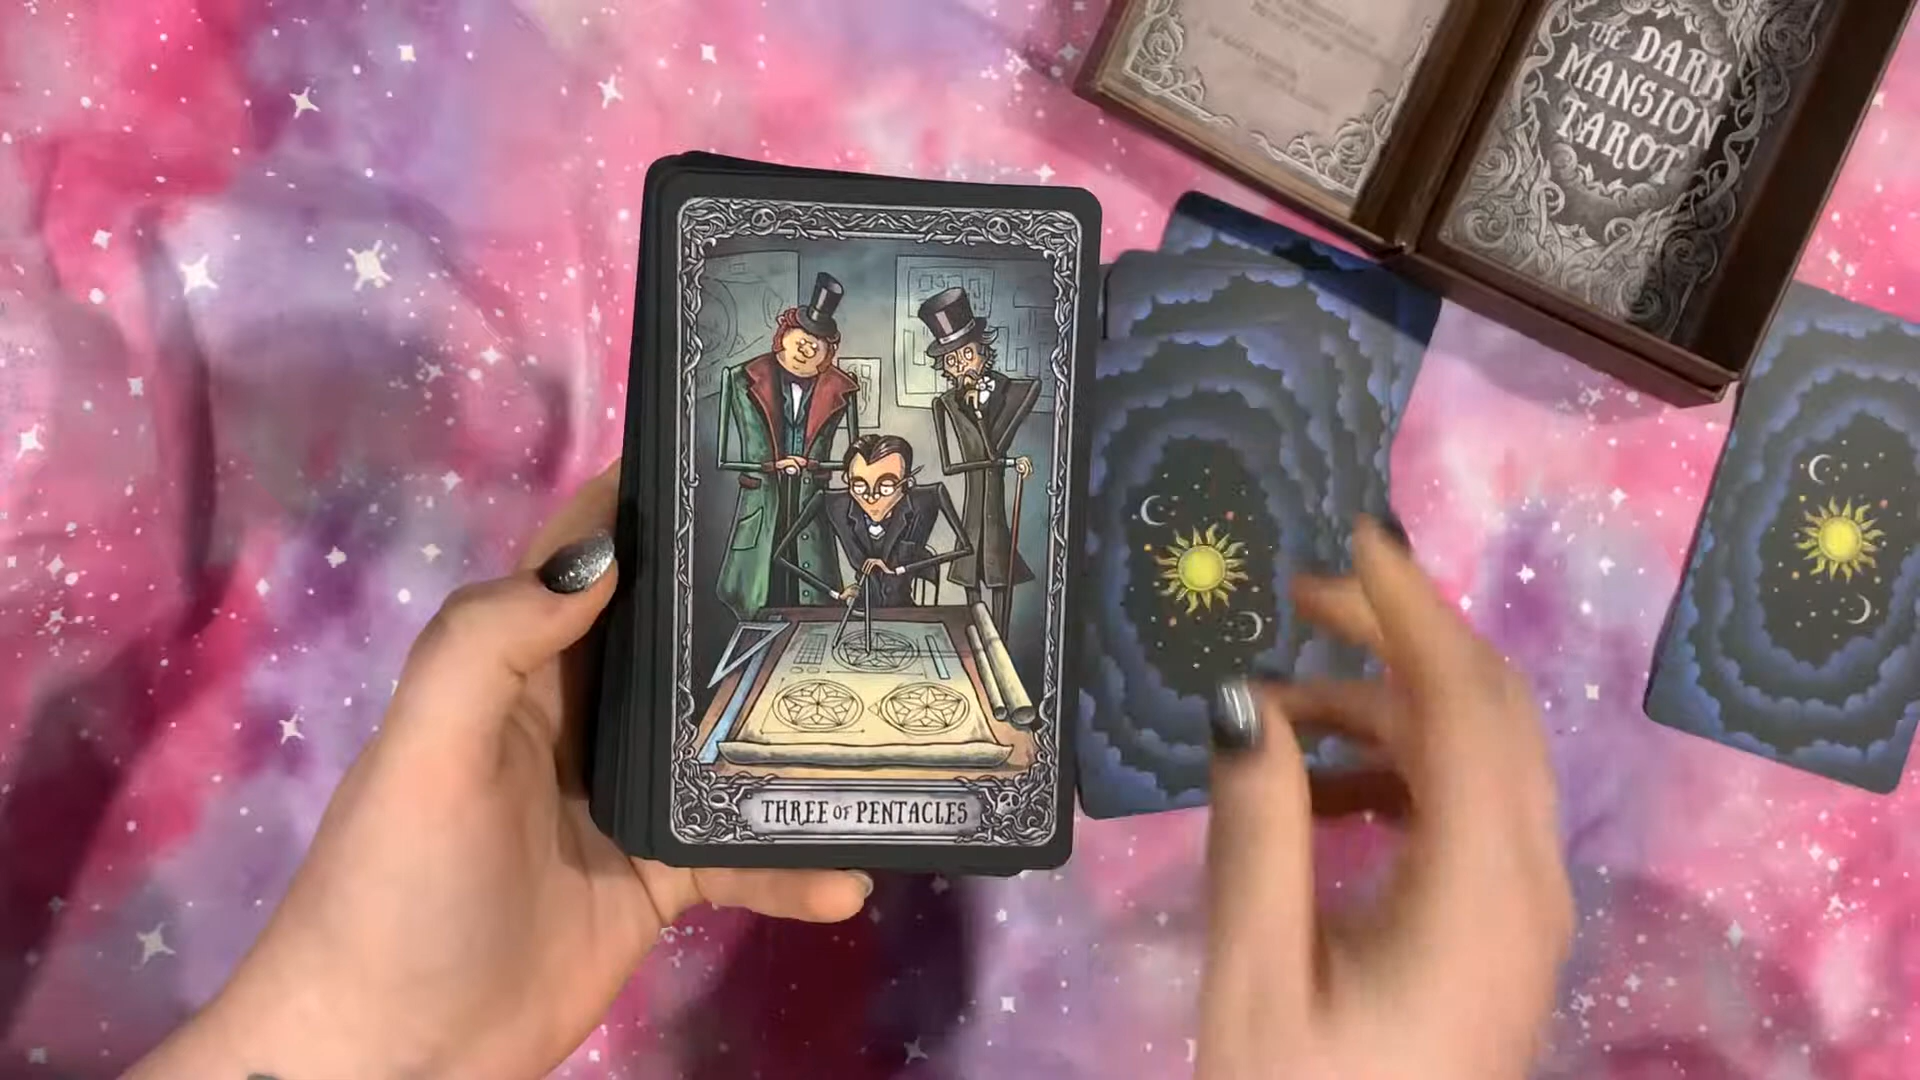 THE DARK
MANSION
TAROT
THREE OF PENTACLES